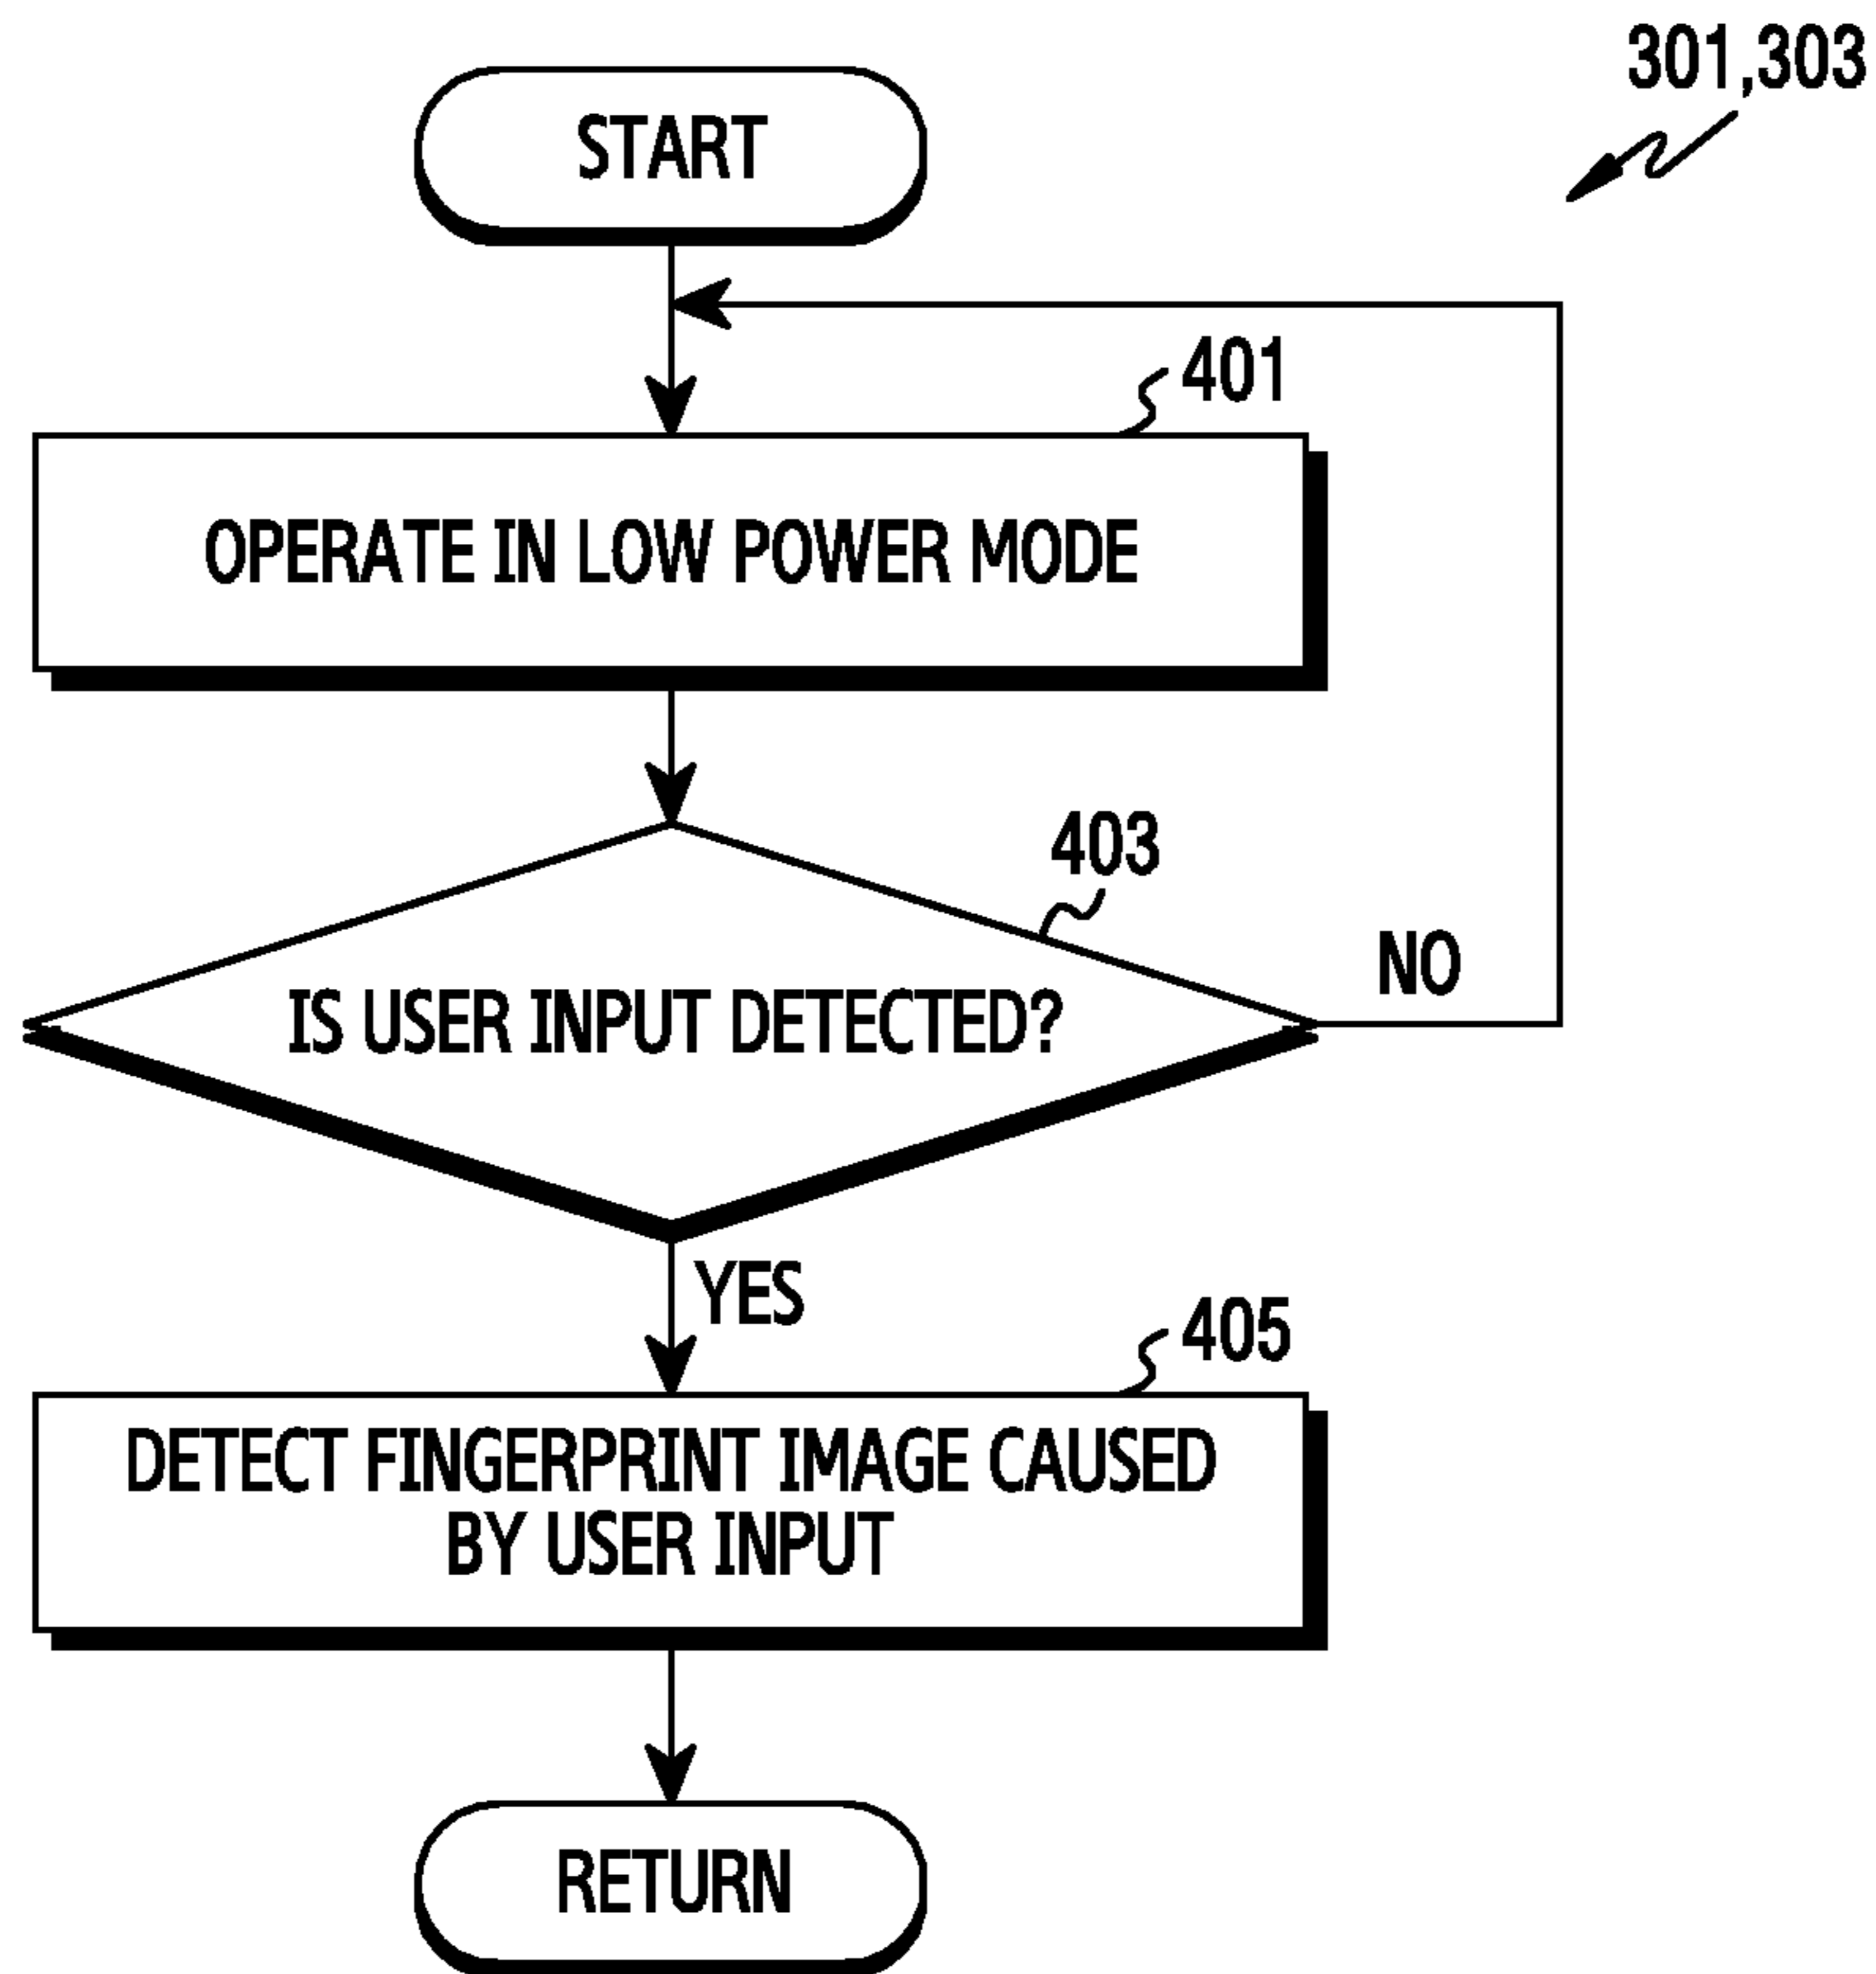 301,303
START
401
OPERATE IN LOW POWER MODE
403
NO
IS USER INPUT DETECTED?
YES
405
DETECT FINGERPRINT IMAGE CAUSED
BY USER INPUT
RETURN